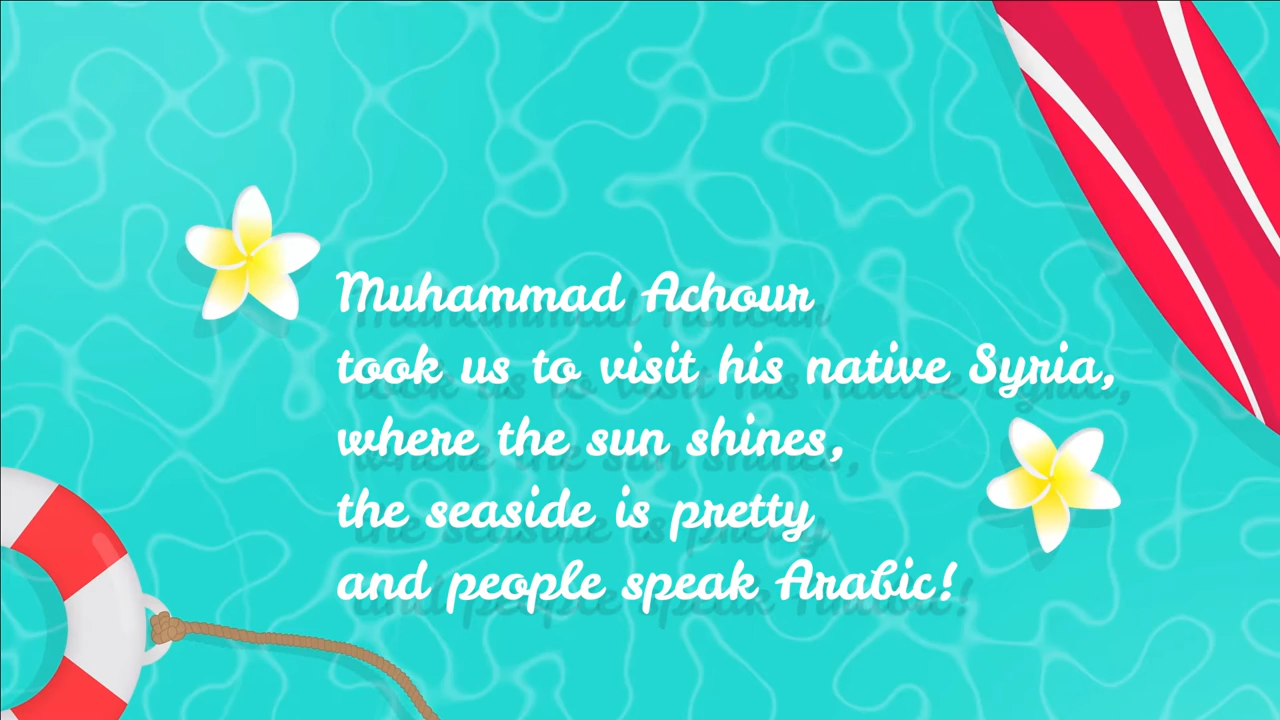 Muhammad Achour
took us to visit his native Syria,
where the sun shines,
the seaside is pretty
and people speak Arabic!